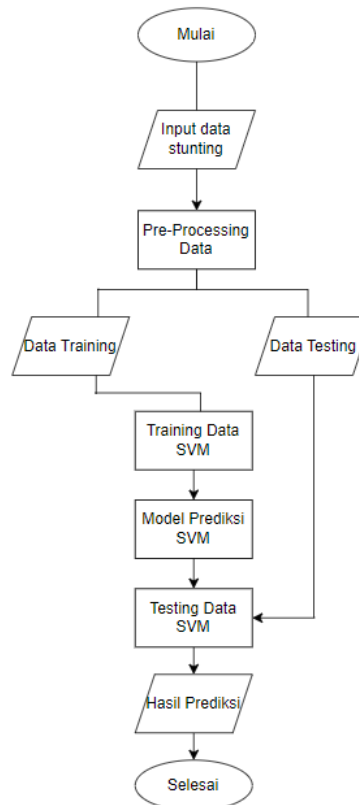 Mulai
Input data
stunting
Pre-Processing
Data
Data Training
Data Testing
Training Data
SVM
Model Prediksi
SVM
Testing Data
SVM
Hasil Prediksi
Selesai